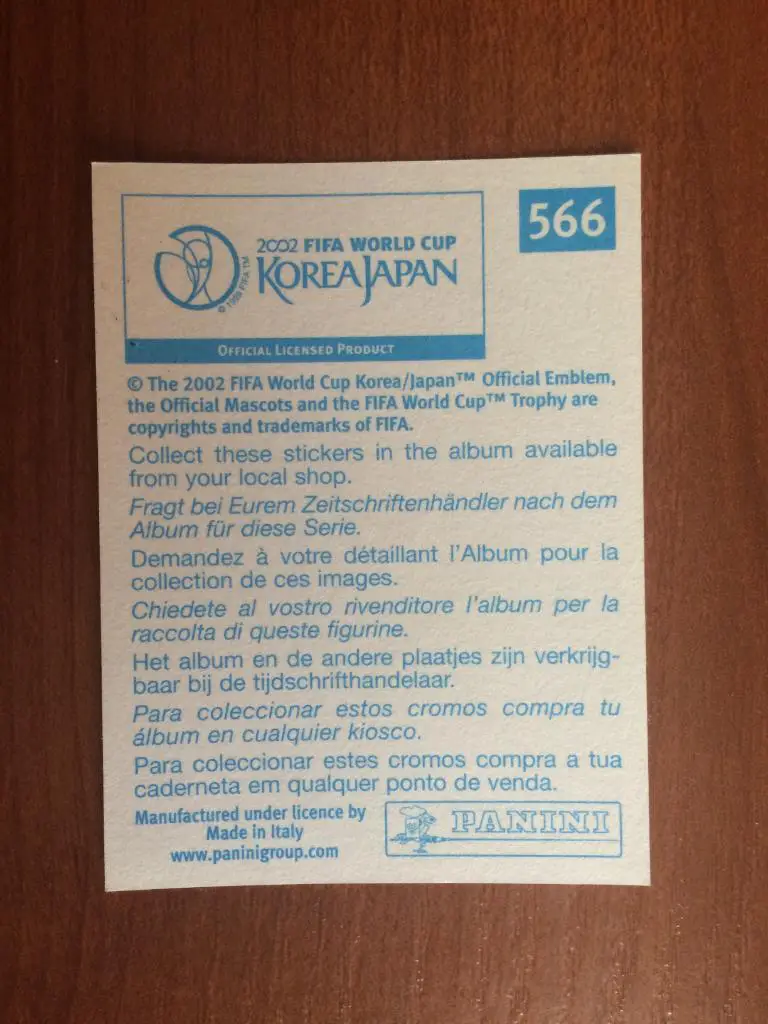 566
2002 FIFA WORLD CUP
KOREA JAPAN
© 1999 FIFA TM
OFFICIAL LICENSED PRODUCT
© The 2002 FIFA World Cup Korea/Japan™ Official Emblem,
the Official Mascots and the FIFA World Cup™ Trophy are
copyrights and trademarks of FIFA.
Collect these stickers in the album available
from your local shop.
Fragt bei Eurem Zeitschriftenhändler nach dem
Album für diese Serie.
Demandez à votre détaillant l'Album pour la
collection de ces images.
Chiedete al vostro rivenditore l'album per la
raccolta di queste figurine.
Het album en de andere plaatjes zijn verkrijg-
baar bij de tijdschrifthandelaar.
Para coleccionar estos cromos compra tu
álbum en cualquier kiosco.
Para coleccionar estes cromos compra a tua
caderneta em qualquer ponto de venda.
Manufactured under licence by
Made in Italy
www.paninigroup.com
PANINI